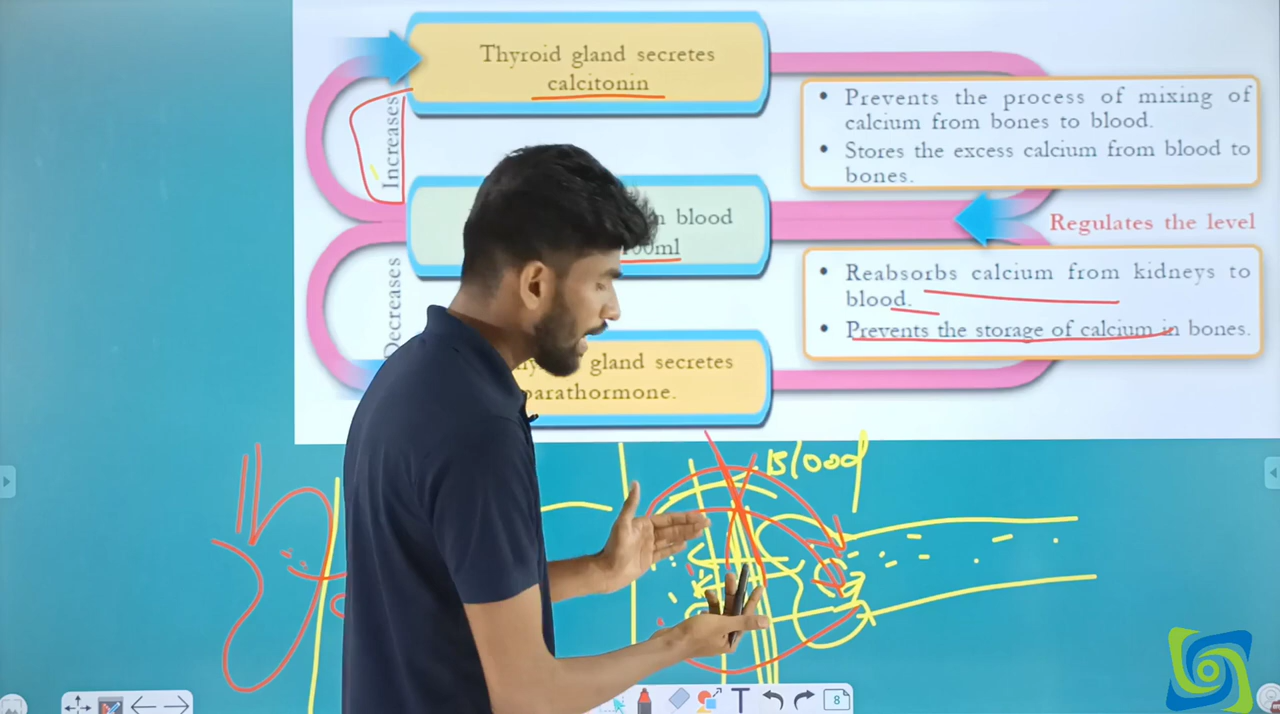 Thyroid gland secretes
calcitonin
Increases
• Prevents the process of mixing of
calcium from bones to blood.
• Stores the excess calcium from blood to
bones.
blood
100ml
Regulates the level
Decreases
• Reabsorbs calcium from kidneys to
blood.
• Prevents the storage of calcium in bones.
gland secretes
parathormone.
Blood
T
8